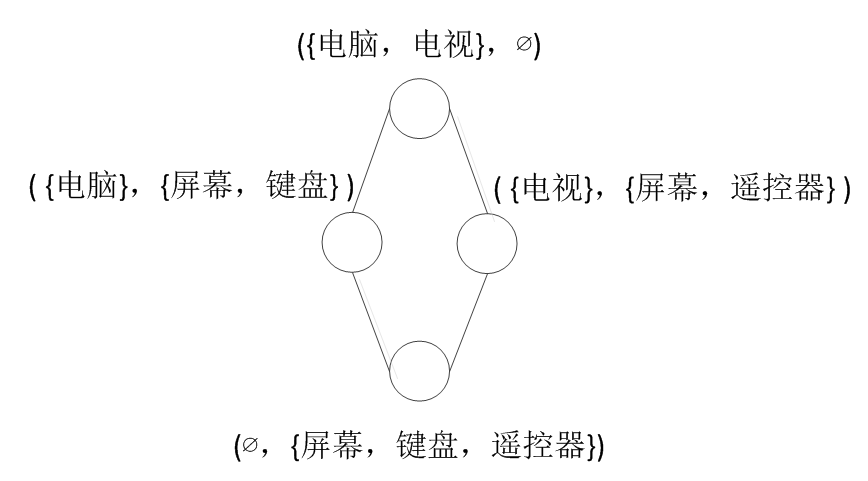 ({电脑，电视}，∅)
( {电脑}，{屏幕，键盘} )
( {电视}，{屏幕，遥控器} )
(∅，{屏幕，键盘，遥控器})